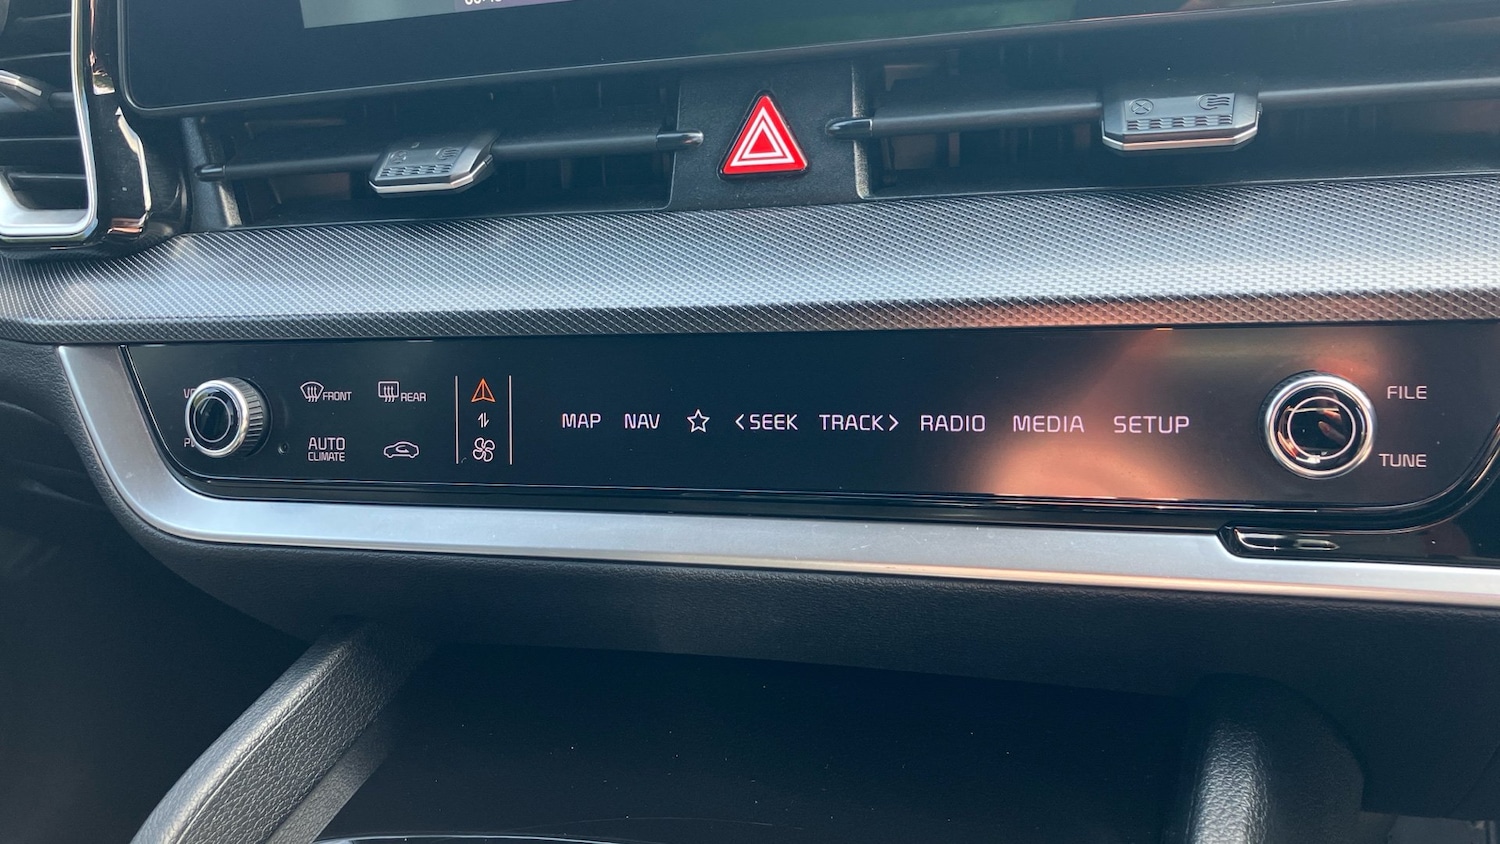 FRONT
REAR
AUTO
CLIMATE
MAP
NAV
<SEEK
TRACK>
RADIO
MEDIA
SETUP
FILE
TUNE